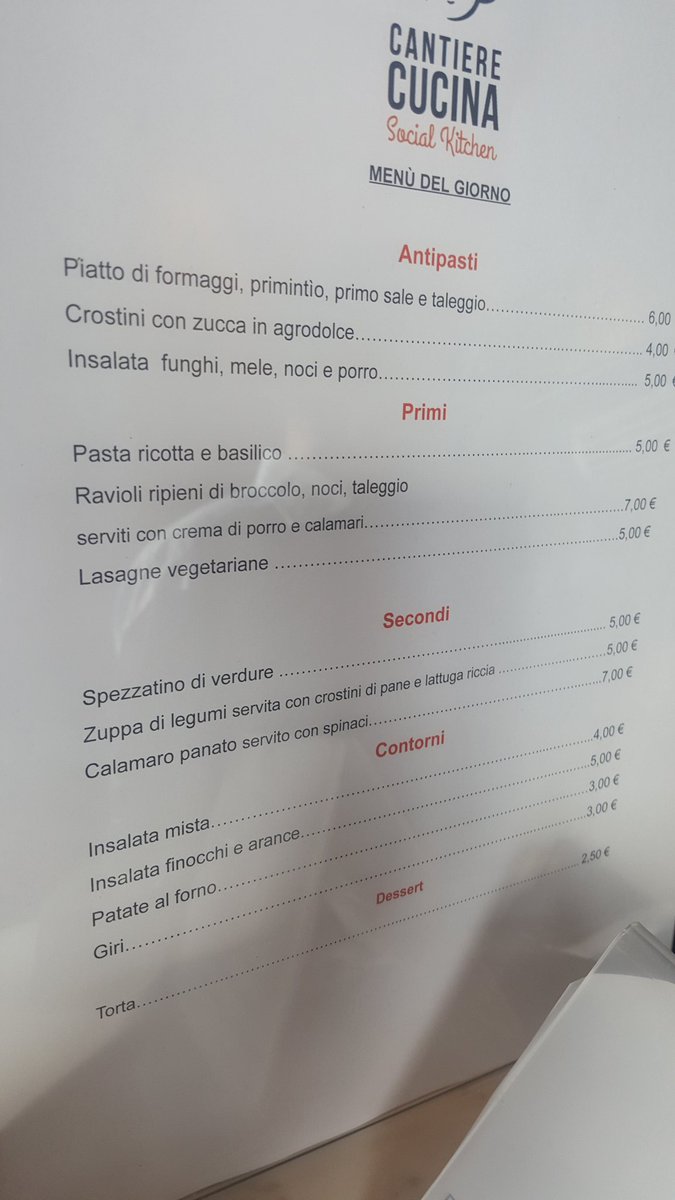 CANTIERE
CUCINA
Social Kitchen
MENÙ DEL GIORNO
Antipasti
Piatto di formaggi, primintìo, primo sale e taleggio.......................... 6,00
Crostini con zucca in agrodolce.......................... 4,00
Insalata funghi, mele, noci e porro.......................... 5,00 €
Primi
Pasta ricotta e basilico .......................... 5,00 €
Ravioli ripieni di broccolo, noci, taleggio
serviti con crema di porro e calamari..........................7,00 €
Lasagne vegetariane ..........................5,00 €
Secondi
Spezzatino di verdure .......................... 5,00 €
Zuppa di legumi servita con crostini di pane e lattuga riccia ..........................5,00 €
Calamaro panato servito con spinaci..........................7,00 €
Contorni
Insalata mista..........................4,00 €
Insalata finocchi e arance..........................5,00 €
Patate al forno..........................3,00 €
Giri..........................3,00 €
Dessert
Torta..........................2,50 €